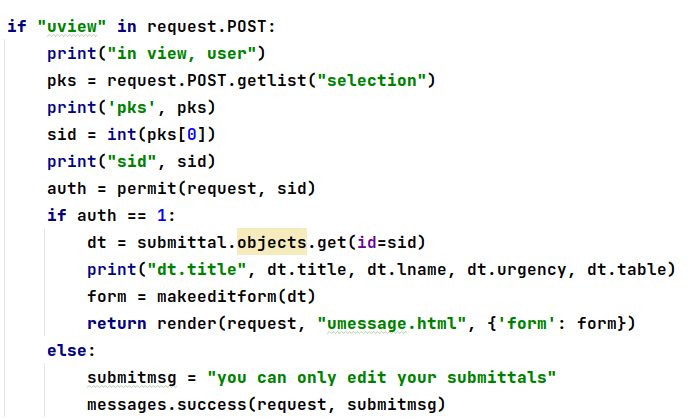 if "uview" in request.POST:
    print("in view, user")
    pks = request.POST.getlist("selection")
    print('pks', pks)
    sid = int(pks[0])
    print("sid", sid)
    auth = permit(request, sid)
    if auth == 1:
        dt = submittal.objects.get(id=sid)
        print("dt.title", dt.title, dt.lname, dt.urgency, dt.table)
        form = makeeditform(dt)
        return render(request, "umessage.html", {'form': form})
    else:
        submitmsg = "you can only edit your submittals"
        messages.success(request, submitmsg)